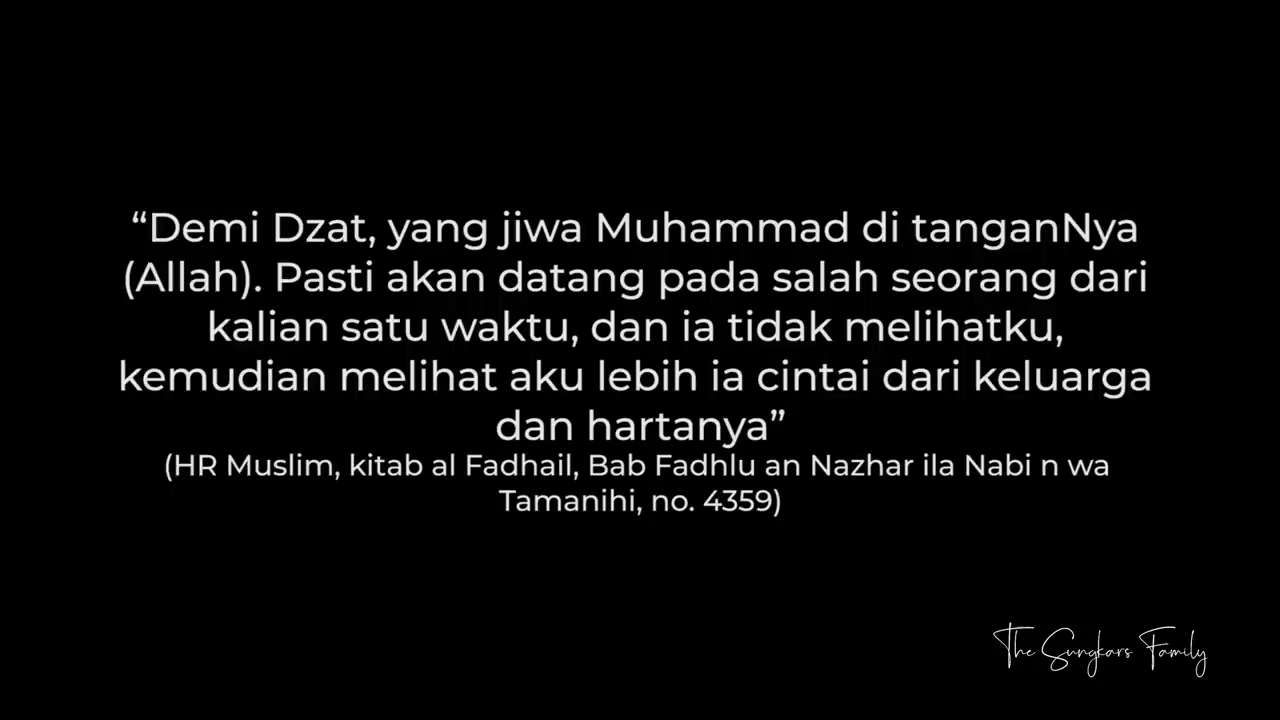 “Demi Dzat, yang jiwa Muhammad di tanganNya
(Allah). Pasti akan datang pada salah seorang dari
kalian satu waktu, dan ia tidak melihatku,
kemudian melihat aku lebih ia cintai dari keluarga
dan hartanya”
(HR Muslim, kitab al Fadhail, Bab Fadhlu an Nazhar ila Nabi n wa
Tamanihi, no. 4359)
The Sungkars Family